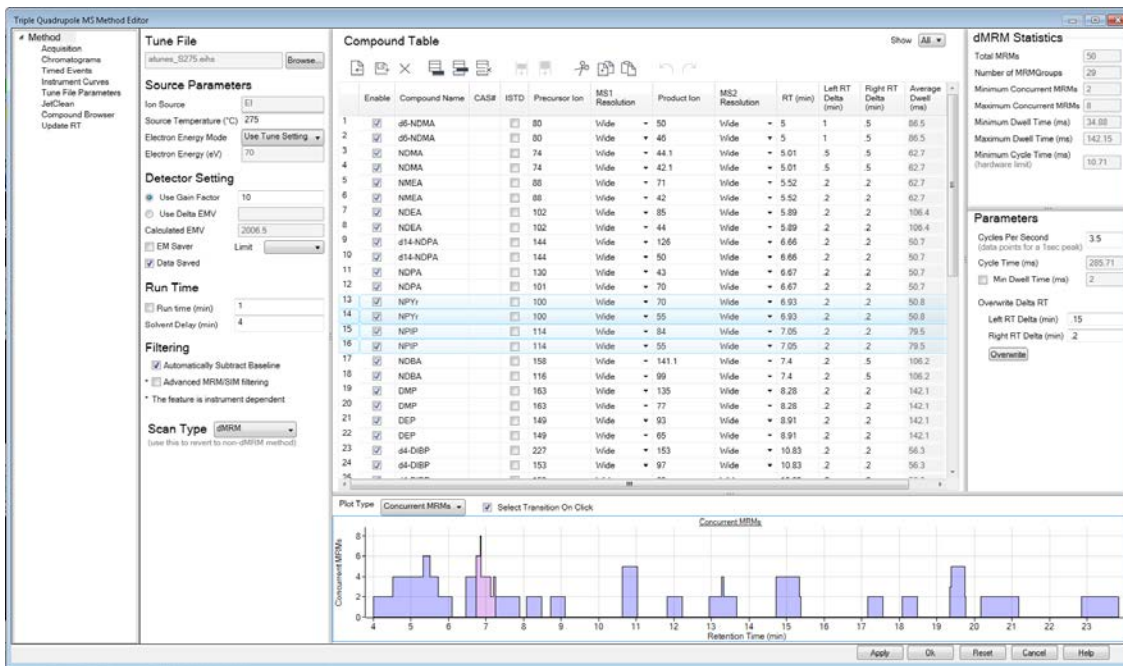 Triple Quadrupole MS Method Editor
Method
Acquisition
Chromatograms
Timed Events
Instrument Curves
Tune File Parameters
JetClean
Compound Browser
Update RT
Tune File
atunes_S275.eihs
Browse...
Source Parameters
Ion Source EI
Source Temperature (°C) 275
Electron Energy Mode Use Tune Setting
Electron Energy (eV) 70
Detector Setting
Use Gain Factor 10
Use Delta EMV
Calculated EMV 2006.5
EM Saver Limit
Data Saved
Run Time
Run time (min) 1
Solvent Delay (min) 4
Filtering
Automatically Subtract Baseline
* Advanced MRM/SIM filtering
* The feature is instrument dependent
Scan Type dMRM
(use this to revert to non-dMRM method)
Compound Table
Show All
Enable Compound Name CAS# ISTD Precursor Ion MS1 Resolution Product Ion MS2 Resolution RT (min) Left RT Delta (min) Right RT Delta (min) Average Dwell (ms)
1 d6-NDMA 80 Wide 50 Wide 5 1 .5 86.5
2 d6-NDMA 80 Wide 46 Wide 5 1 .5 86.5
3 NDMA 74 Wide 44.1 Wide 5.01 .5 .5 62.7
4 NDMA 74 Wide 42.1 Wide 5.01 .5 .5 62.7
5 NMEA 88 Wide 71 Wide 5.52 .2 .2 62.7
6 NMEA 88 Wide 42 Wide 5.52 .2 .2 62.7
7 NDEA 102 Wide 85 Wide 5.89 .2 .2 106.4
8 NDEA 102 Wide 44 Wide 5.89 .2 .2 106.4
9 d14-NDPA 144 Wide 126 Wide 6.66 .2 .2 50.7
10 d14-NDPA 144 Wide 50 Wide 6.66 .2 .2 50.7
11 NDPA 130 Wide 43 Wide 6.67 .2 .2 50.7
12 NDPA 101 Wide 70 Wide 6.67 .2 .2 50.7
13 NPYr 100 Wide 70 Wide 6.93 .2 .2 50.8
14 NPYr 100 Wide 55 Wide 6.93 .2 .2 50.8
15 NPIP 114 Wide 84 Wide 7.05 .2 .2 79.5
16 NPIP 114 Wide 55 Wide 7.05 .2 .2 79.5
17 NDBA 158 Wide 141.1 Wide 7.4 .2 .5 106.2
18 NDBA 116 Wide 99 Wide 7.4 .2 .5 106.2
19 DMP 163 Wide 135 Wide 8.28 .2 .2 142.1
20 DMP 163 Wide 77 Wide 8.28 .2 .2 142.1
21 DEP 149 Wide 93 Wide 8.91 .2 .2 142.1
22 DEP 149 Wide 65 Wide 8.91 .2 .2 142.1
23 d4-DIBP 227 Wide 153 Wide 10.83 .2 .2 56.3
24 d4-DIBP 153 Wide 97 Wide 10.83 .2 .2 56.3
dMRM Statistics
Total MRMs 50
Number of MRMGroups 29
Minimum Concurrent MRMs 2
Maximum Concurrent MRMs 8
Minimum Dwell Time (ms) 34.08
Maximum Dwell Time (ms) 142.15
Minimum Cycle Time (ms) 10.71
(hardware limit)
Parameters
Cycles Per Second 3.5
(data points for a 1sec peak)
Cycle Time (ms) 285.71
Min Dwell Time (ms) 2
Overwrite Delta RT
Left RT Delta (min) .15
Right RT Delta (min) .2
Overwrite
Plot Type Concurrent MRMs Select Transition On Click
Concurrent MRMs
Concurrent MRMs
8
6
4
2
0
4 5 6 7 8 9 10 11 12 13 14 15 16 17 18 19 20 21 22 23
Retention Time (min)
Apply Ok Reset Cancel Help